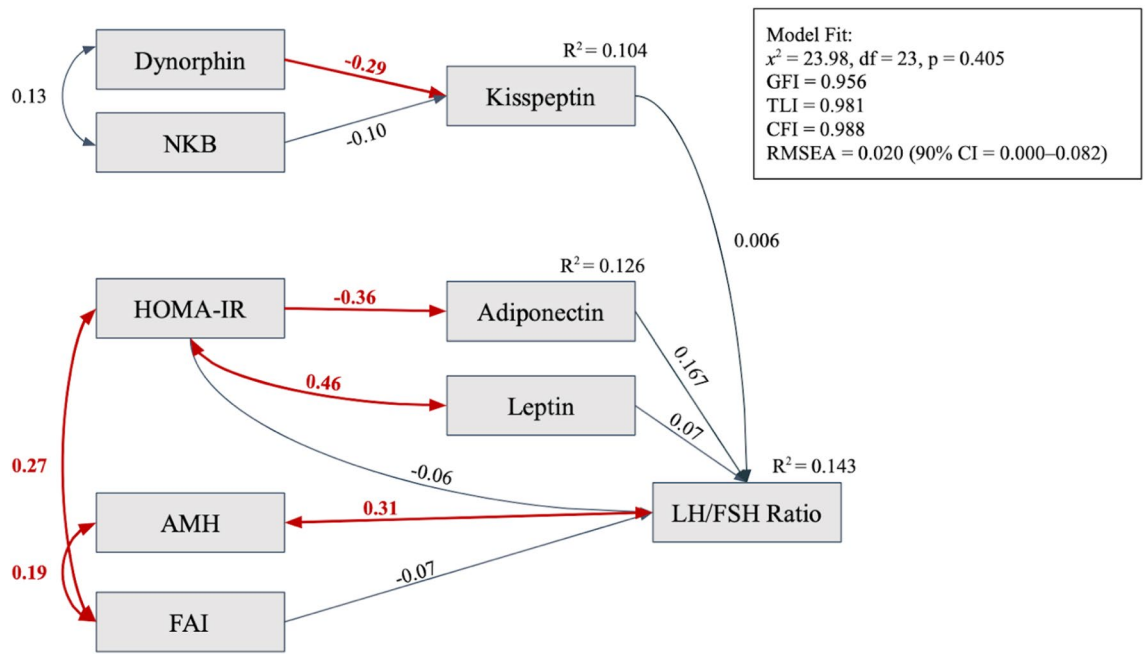 Model Fit:
x² = 23.98, df = 23, p = 0.405
GFI = 0.956
TLI = 0.981
CFI = 0.988
RMSEA = 0.020 (90% CI = 0.000–0.082)
R² = 0.104
Dynorphin
-0.29
Kisspeptin
0.13
-0.10
NKB
0.006
R² = 0.126
HOMA-IR
-0.36
Adiponectin
0.167
0.46
Leptin
0.07
0.27
-0.06
R² = 0.143
AMH
0.31
LH/FSH Ratio
0.19
-0.07
FAI